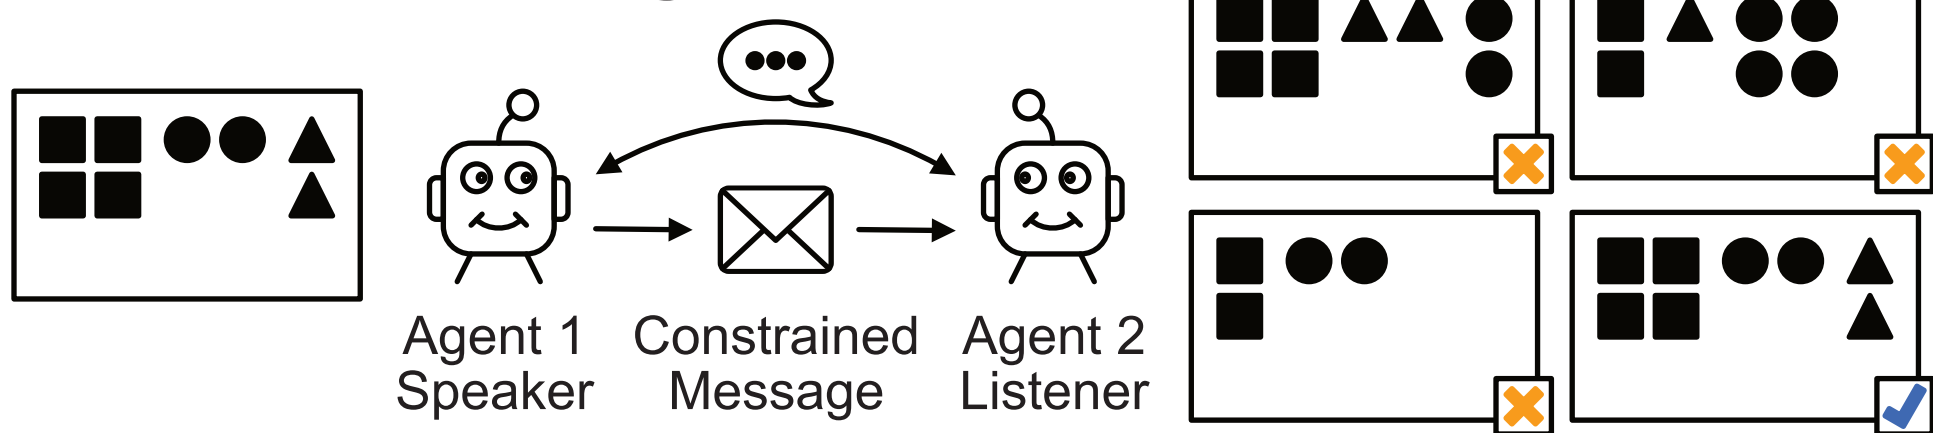 Agent 1
Speaker
Constrained
Message
Agent 2
Listener